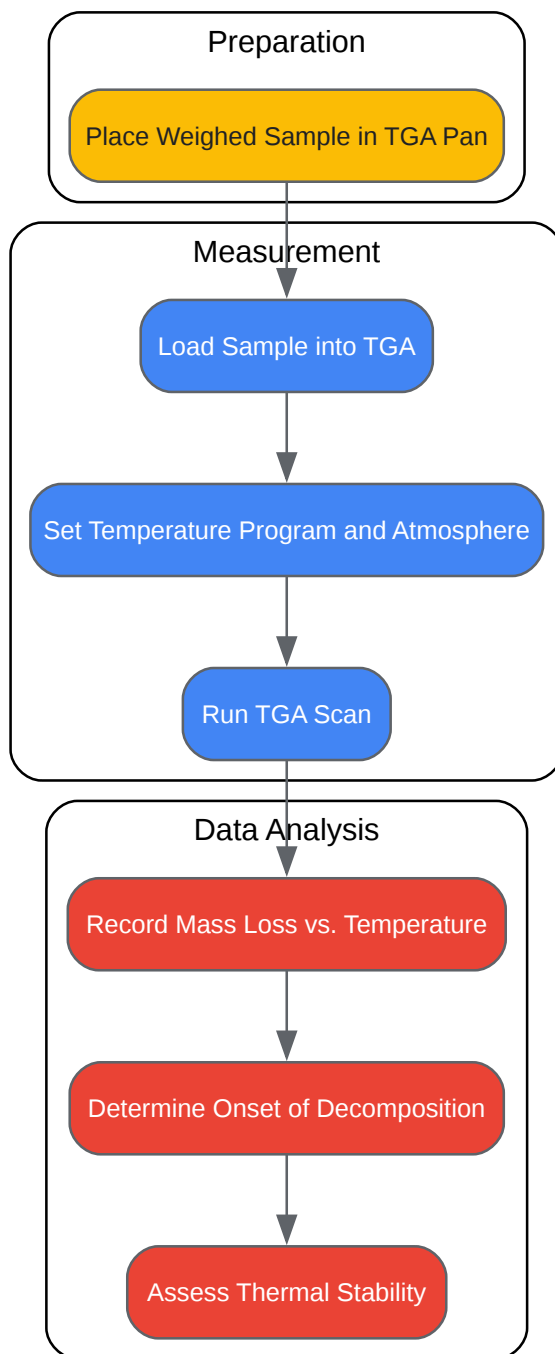 Preparation
Place Weighed Sample in TGA Pan
Measurement
Load Sample into TGA
Set Temperature Program and Atmosphere
Run TGA Scan
Data Analysis
Record Mass Loss vs. Temperature
Determine Onset of Decomposition
Assess Thermal Stability